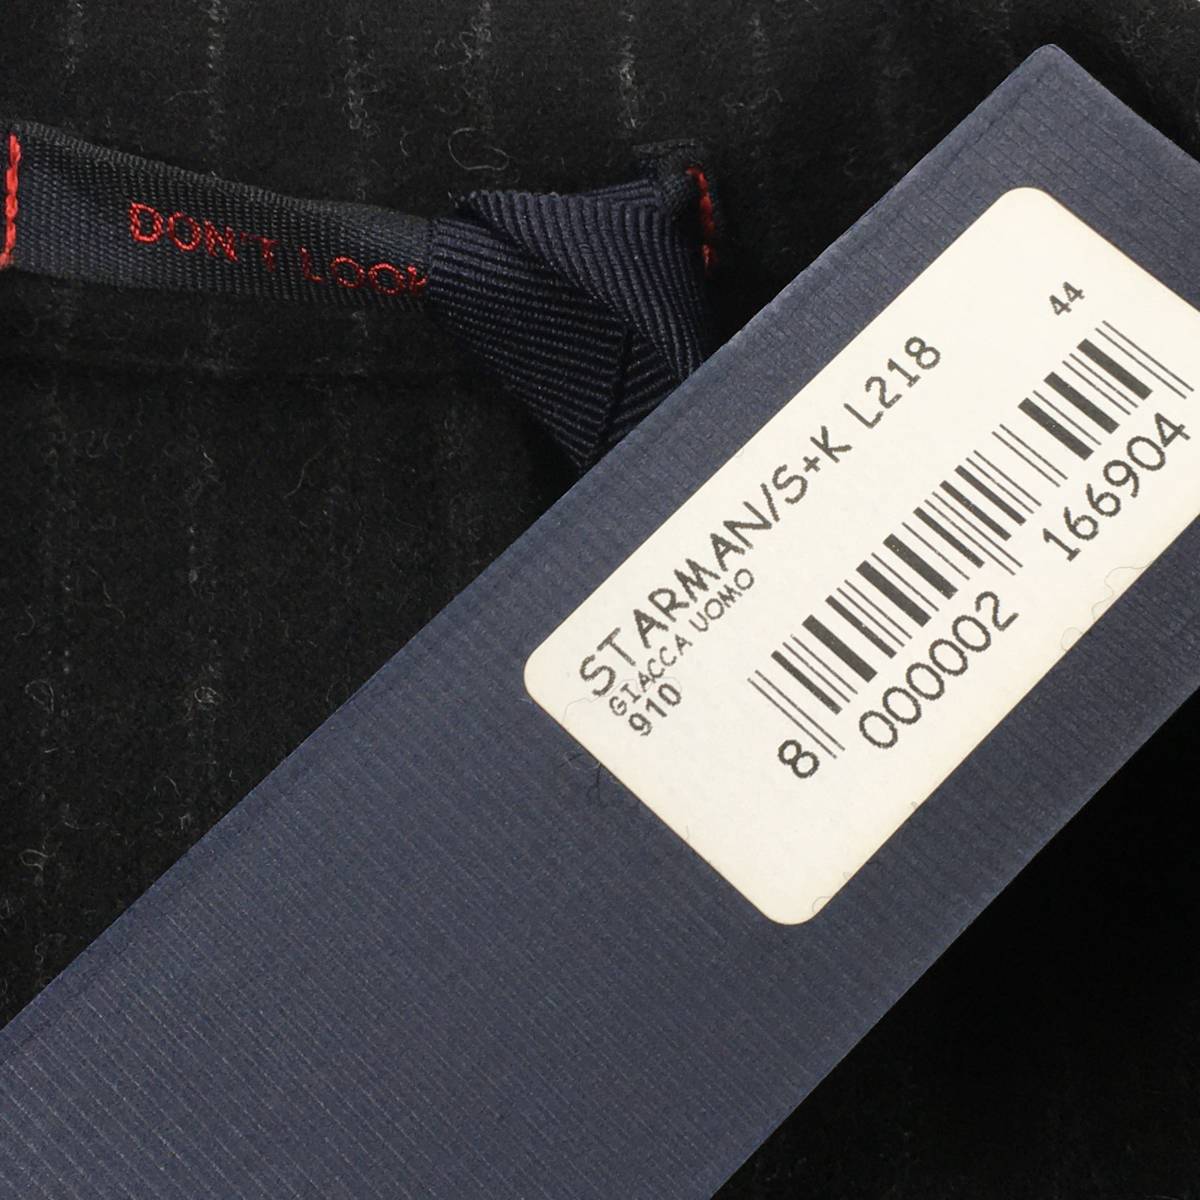 DON'T LOOK
STARMAN/S+K L218
44
GIACCA UOMO
910
8 000002 166904